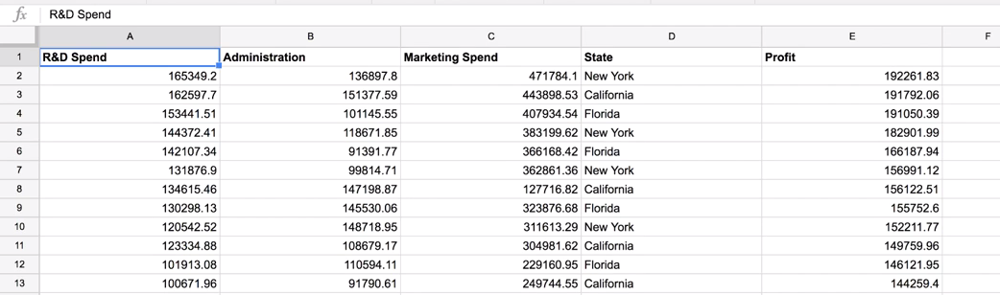 fx R&D Spend
A B C D E F
1 R&D Spend Administration Marketing Spend State Profit
2 165349.2 136897.8 471784.1 New York 192261.83
3 162597.7 151377.59 443898.53 California 191792.06
4 153441.51 101145.55 407934.54 Florida 191050.39
5 144372.41 118671.85 383199.62 New York 182901.99
6 142107.34 91391.77 366168.42 Florida 166187.94
7 131876.9 99814.71 362861.36 New York 156991.12
8 134615.46 147198.87 127716.82 California 156122.51
9 130298.13 145530.06 323876.68 Florida 155752.6
10 120542.52 148718.95 311613.29 New York 152211.77
11 123334.88 108679.17 304981.62 California 149759.96
12 101913.08 110594.11 229160.95 Florida 146121.95
13 100671.96 91790.61 249744.55 California 144259.4